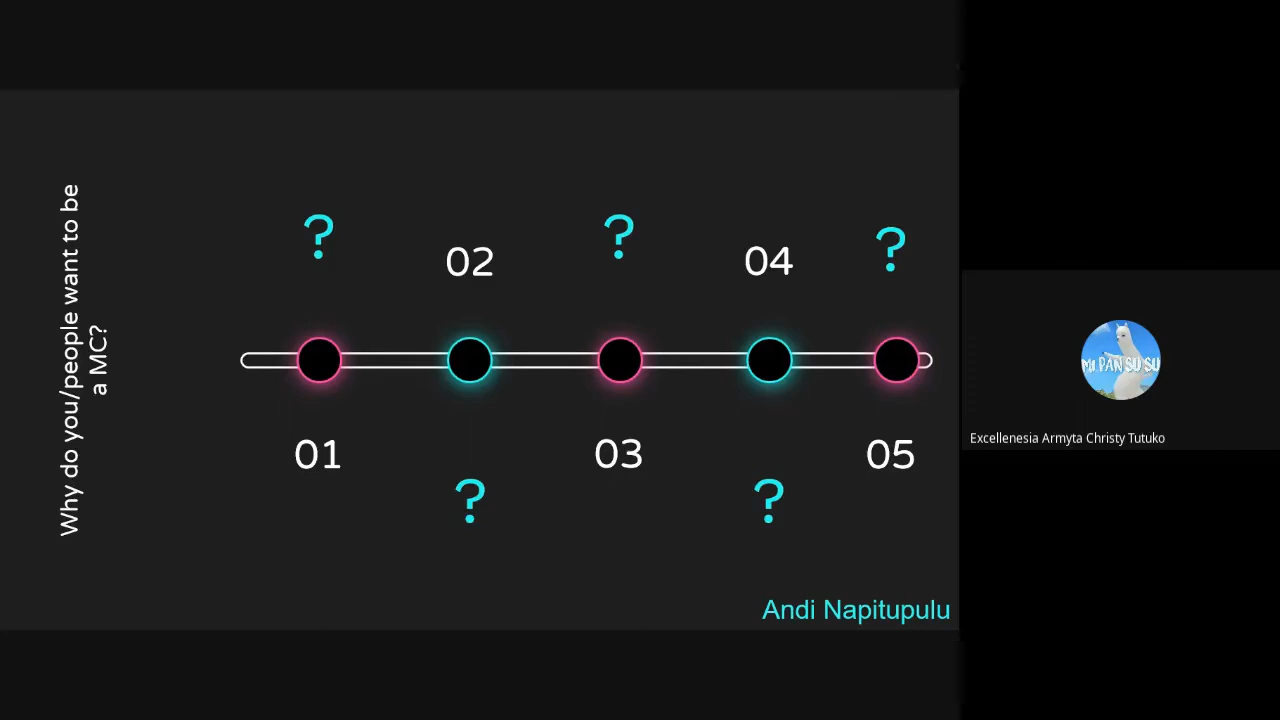 Why do you/people want to be
a MC?
?
?
?
02
04
01
03
05
?
?
Andi Napitupulu
MI PAN SU SU
Excellenesia Armyta Christy Tutuko